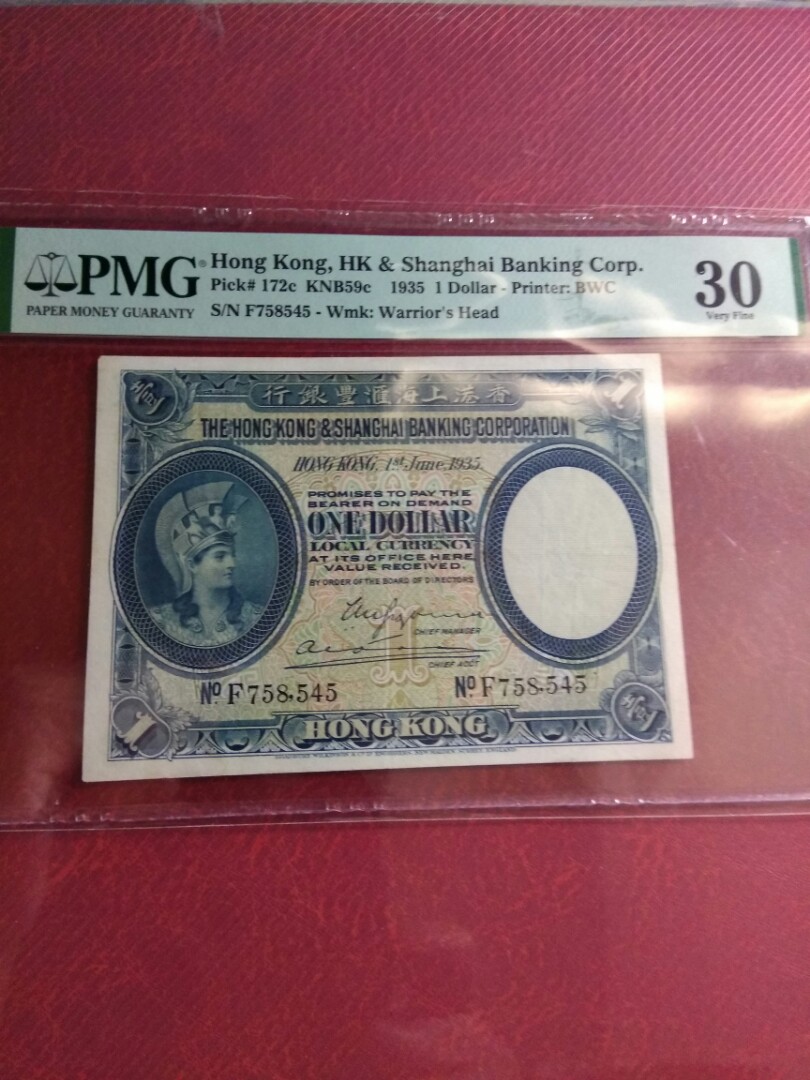 PMG Hong Kong, HK & Shanghai Banking Corp.
Pick# 172c KNB59c 1935 1 Dollar - Printer: BWC
PAPER MONEY GUARANTY S/N F758545 - Wmk: Warrior's Head
30
Very Fine
行銀豐滙海上港香
1
THE HONG KONG & SHANGHAI BANKING CORPORATION
HONG KONG, 1st June, 1935
PROMISES TO PAY THE
BEARER ON DEMAND
ONE DOLLAR
LOCAL CURRENCY
AT ITS OFFICE HERE
VALUE RECEIVED.
BY ORDER OF THE BOARD OF DIRECTORS
CHIEF MANAGER
CHIEF ACCT
No. F758,545 No. F758,545
1
HONG KONG